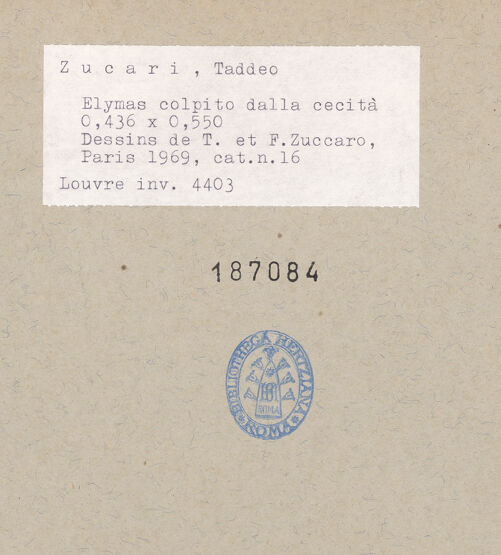 Z u c a r i , Taddeo
Elymas colpito dalla cecità
0,436 x 0,550
Dessins de T. et F.Zuccaro,
Paris 1969, cat.n.16
Louvre inv. 4403
187084
BIBLIOTHECA HERTZIANA
ROMA
ROMA